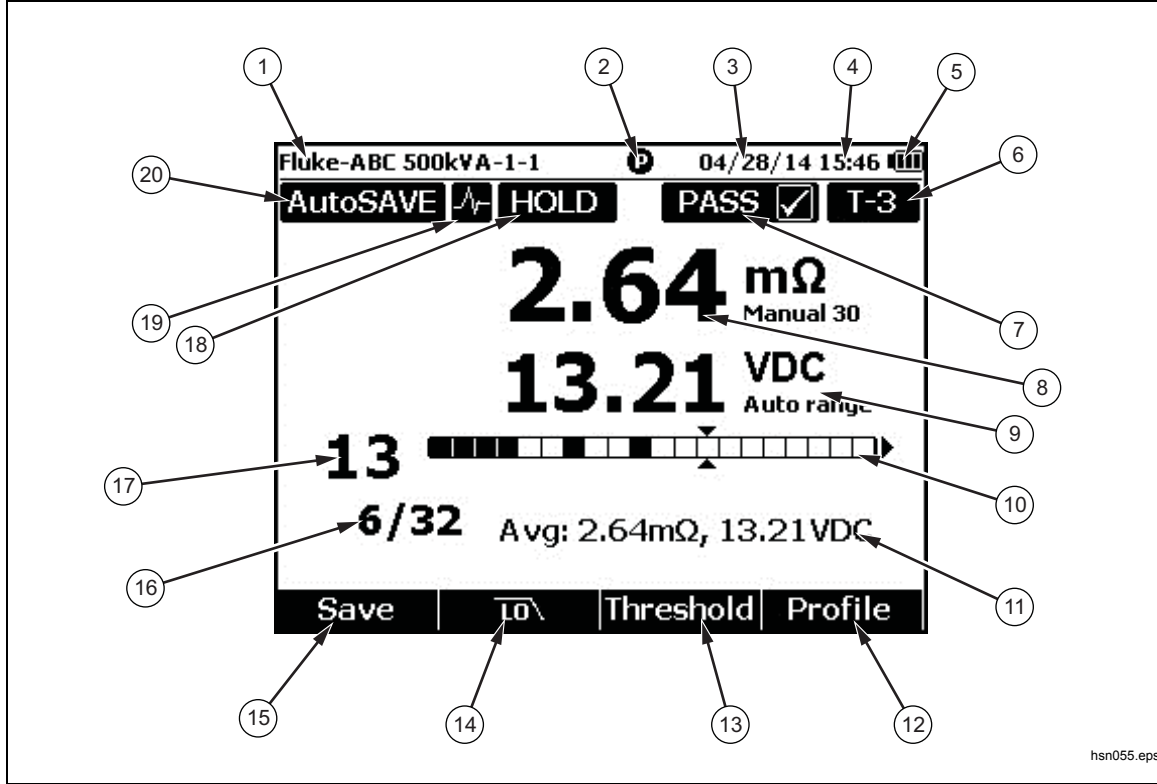 1 2 3 4 5
Fluke-ABC 500kVA-1-1 P 04/28/14 15:46
6
20
AutoSAVE HOLD PASS T-3
2.64 mΩ
Manual 30
19
18
7
8
13.21 VDC
Auto range
9
13
17
10
6/32 Avg: 2.64mΩ, 13.21VDC
16
11
Save LO Threshold Profile
15 14 13 12
hsn055.eps